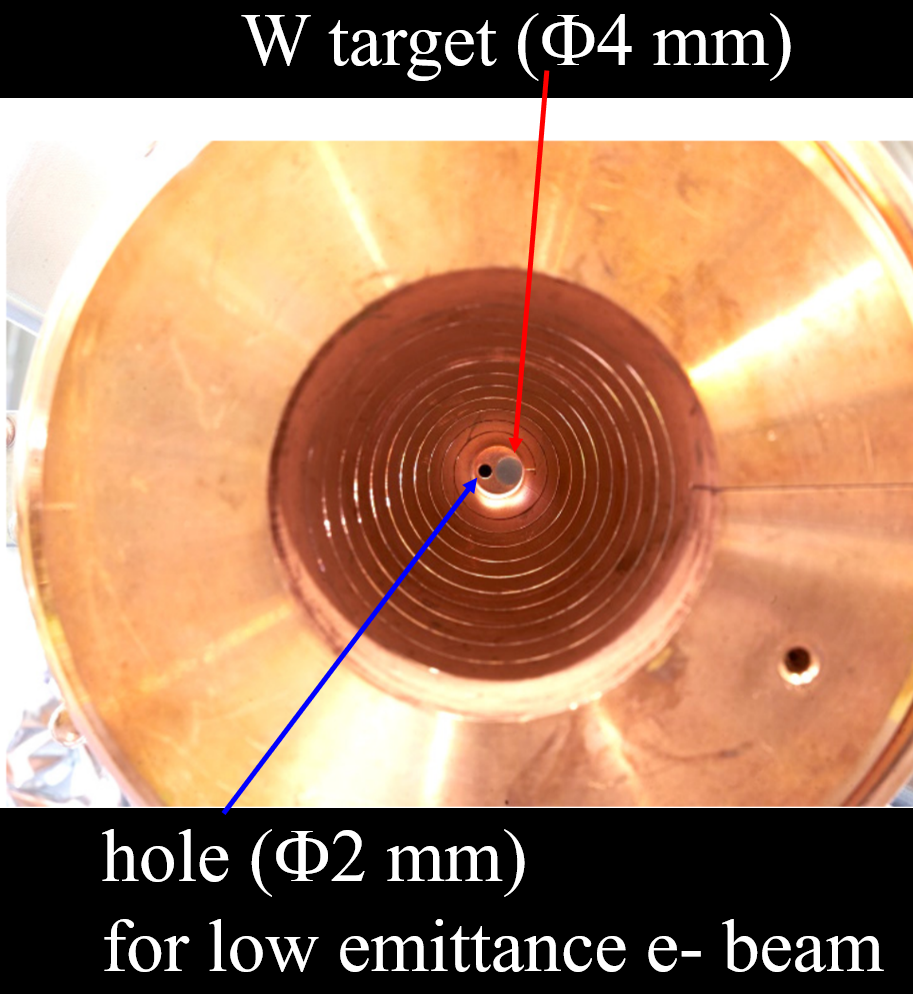 W target (Φ4 mm)
hole (Φ2 mm)
for low emittance e- beam